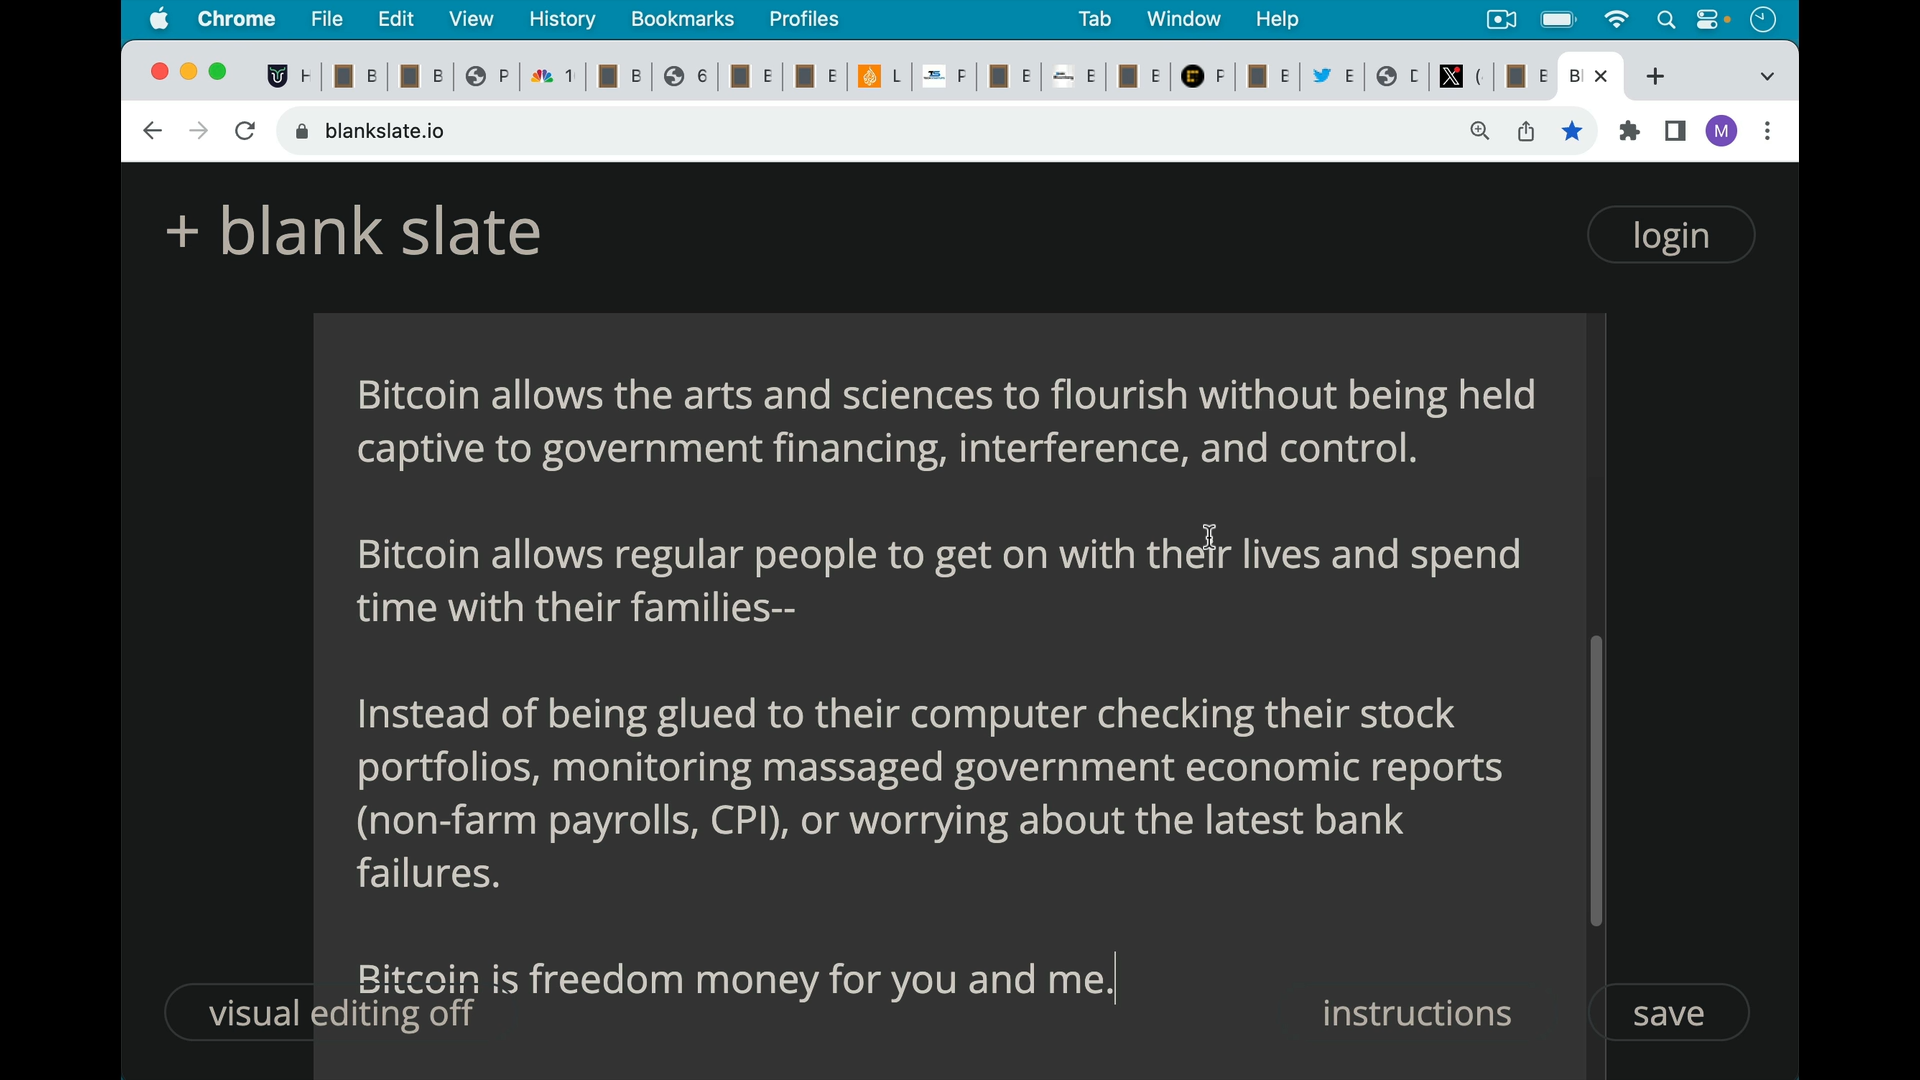 Chrome File Edit View History Bookmarks Profiles Tab Window Help
H B B P 1 B 6 B B L P B B B P B B D ( B Bl
blankslate.io M
+ blank slate
login
Bitcoin allows the arts and sciences to flourish without being held
captive to government financing, interference, and control.
Bitcoin allows regular people to get on with their lives and spend
time with their families--
Instead of being glued to their computer checking their stock
portfolios, monitoring massaged government economic reports
(non-farm payrolls, CPI), or worrying about the latest bank
failures.
Bitcoin is freedom money for you and me.
visual editing off
instructions
save